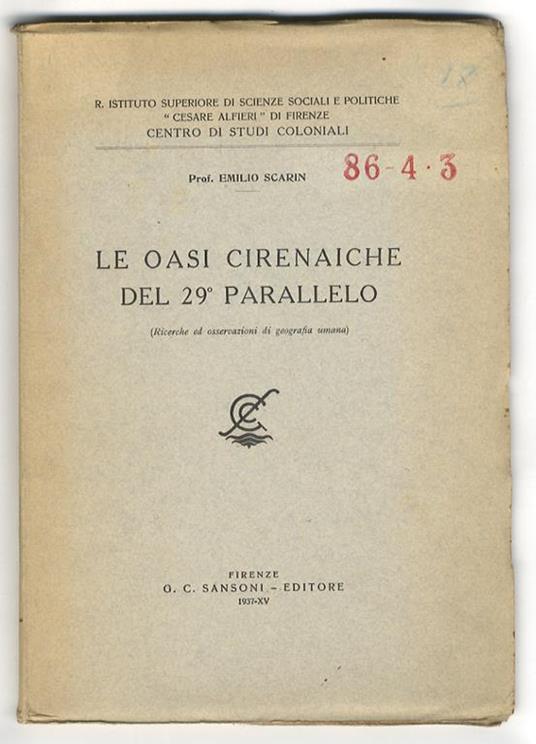 18
R. ISTITUTO SUPERIORE DI SCIENZE SOCIALI E POLITICHE
" CESARE ALFIERI " DI FIRENZE
CENTRO DI STUDI COLONIALI
Prof. EMILIO SCARIN
86-4·3
LE OASI CIRENAICHE
DEL 29° PARALLELO
(Ricerche ed osservazioni di geografia umana)
FIRENZE
G. C. SANSONI – EDITORE
1937-XV